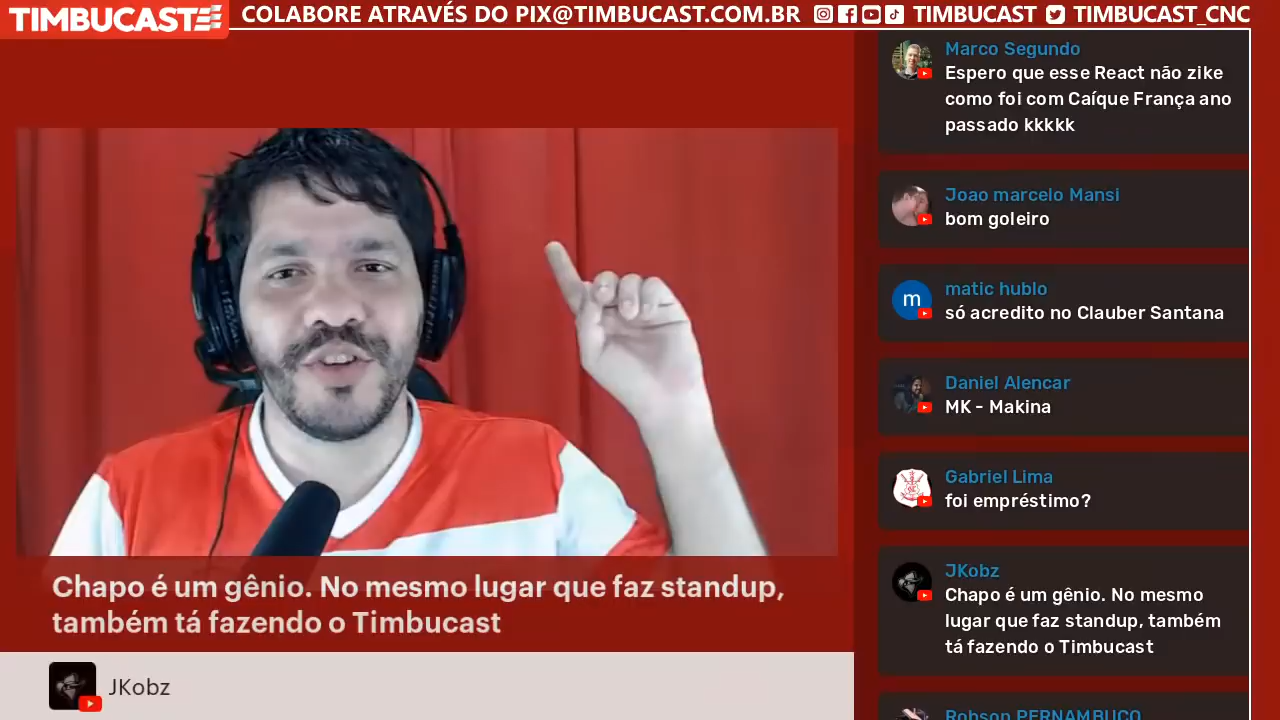 TIMBUCAST
COLABORE ATRAVÉS DO PIX@TIMBUCAST.COM.BR
TIMBUCAST
TIMBUCAST_CNC
Marco Segundo
Espero que esse React não zike
como foi com Caíque França ano
passado kkkkk
Joao marcelo Mansi
bom goleiro
m
matic hublo
só acredito no Clauber Santana
Daniel Alencar
MK - Makina
Gabriel Lima
foi empréstimo?
JKobz
Chapo é um gênio. No mesmo
lugar que faz standup, também
tá fazendo o Timbucast
Robson PERNAMBUCO
Chapo é um gênio. No mesmo lugar que faz standup,
também tá fazendo o Timbucast
JKobz